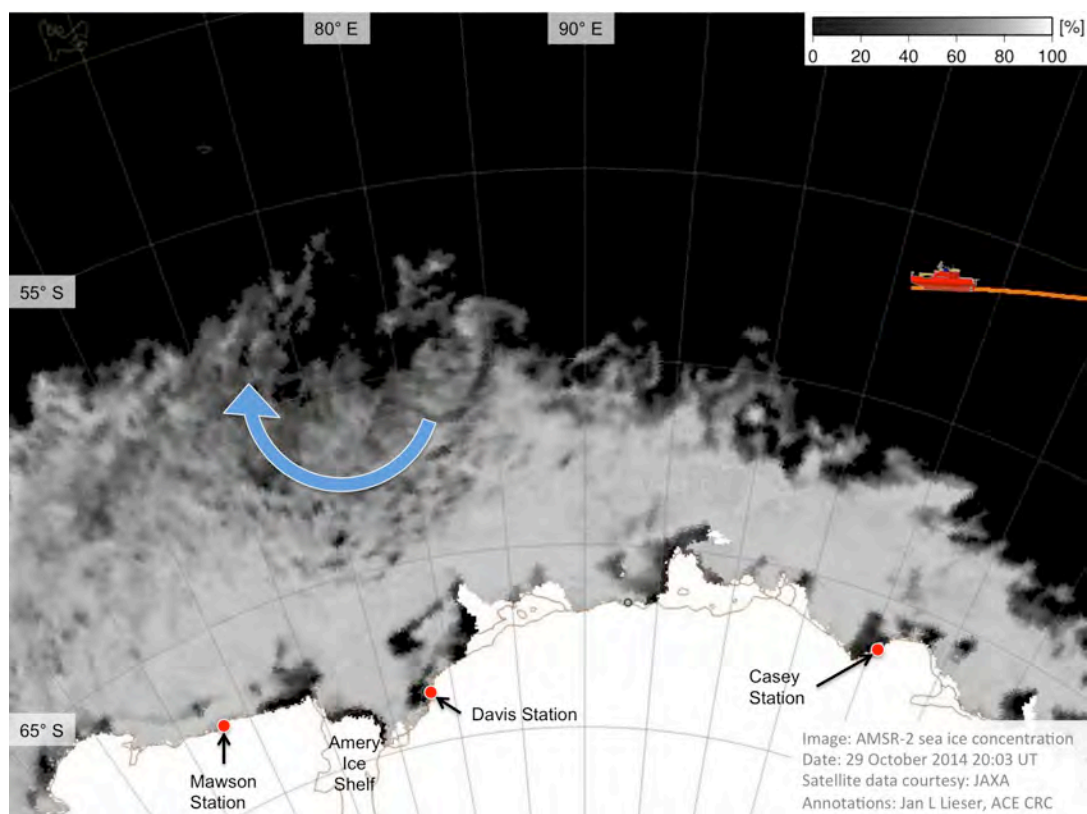 80° E
90° E
[%]
0 20 40 60 80 100
55° S
Casey
Station
Davis Station
65° S
Amery
Ice
Shelf
Mawson
Station
Image: AMSR-2 sea ice concentration
Date: 29 October 2014 20:03 UT
Satellite data courtesy: JAXA
Annotations: Jan L Lieser, ACE CRC